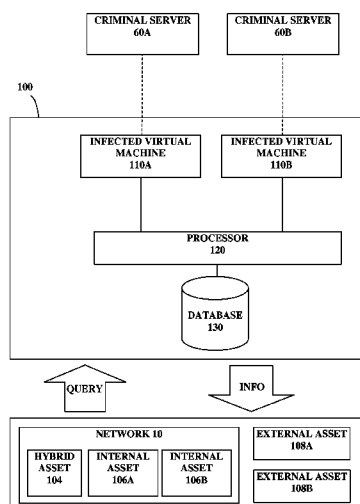 CRIMINAL SERVER
60A
CRIMINAL SERVER
60B
100
INFECTED VIRTUAL
MACHINE
110A
INFECTED VIRTUAL
MACHINE
110B
PROCESSOR
120
DATABASE
130
QUERY
INFO
NETWORK 10
HYBRID
ASSET
104
INTERNAL
ASSET
106A
INTERNAL
ASSET
106B
EXTERNAL ASSET
108A
EXTERNAL ASSET
108B